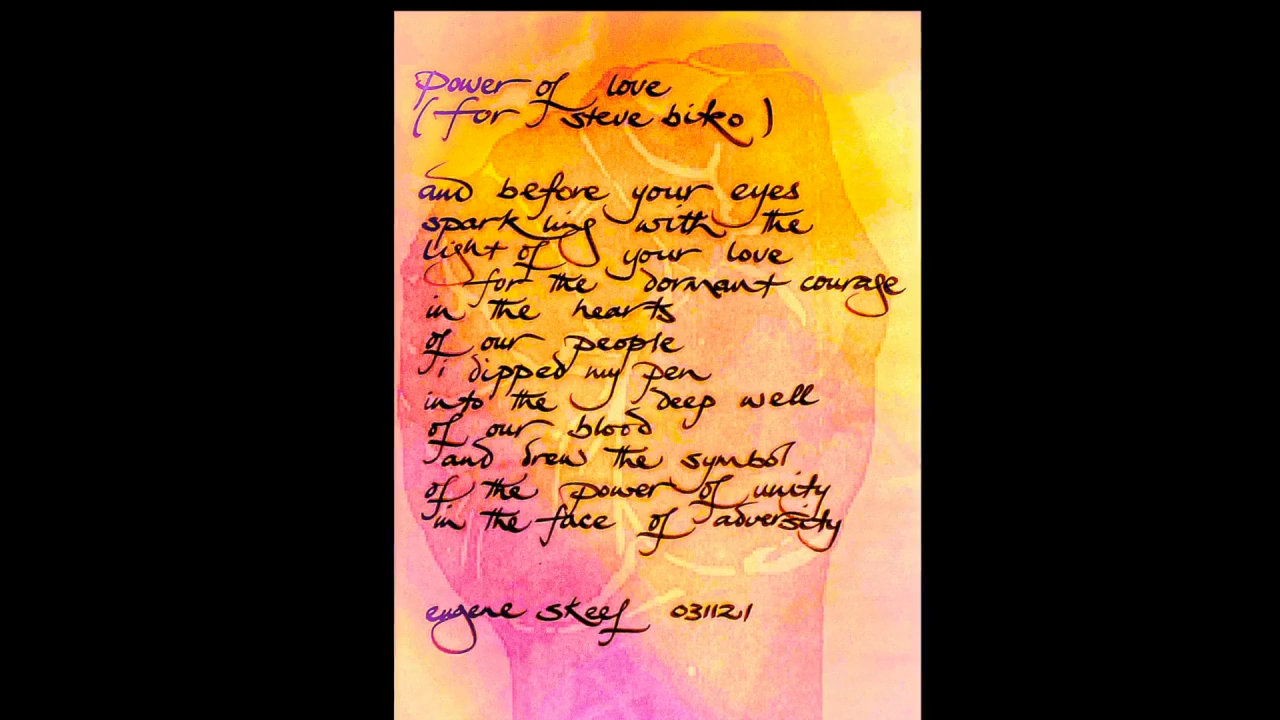 power of love
(for steve biko)
and before your eyes
sparkling with the
light of your love
for the dormant courage
in the hearts
of our people
i dipped my pen
into the deep well
of our blood
and drew the symbol
of the power of unity
in the face of adversity
eugene skeef 031121